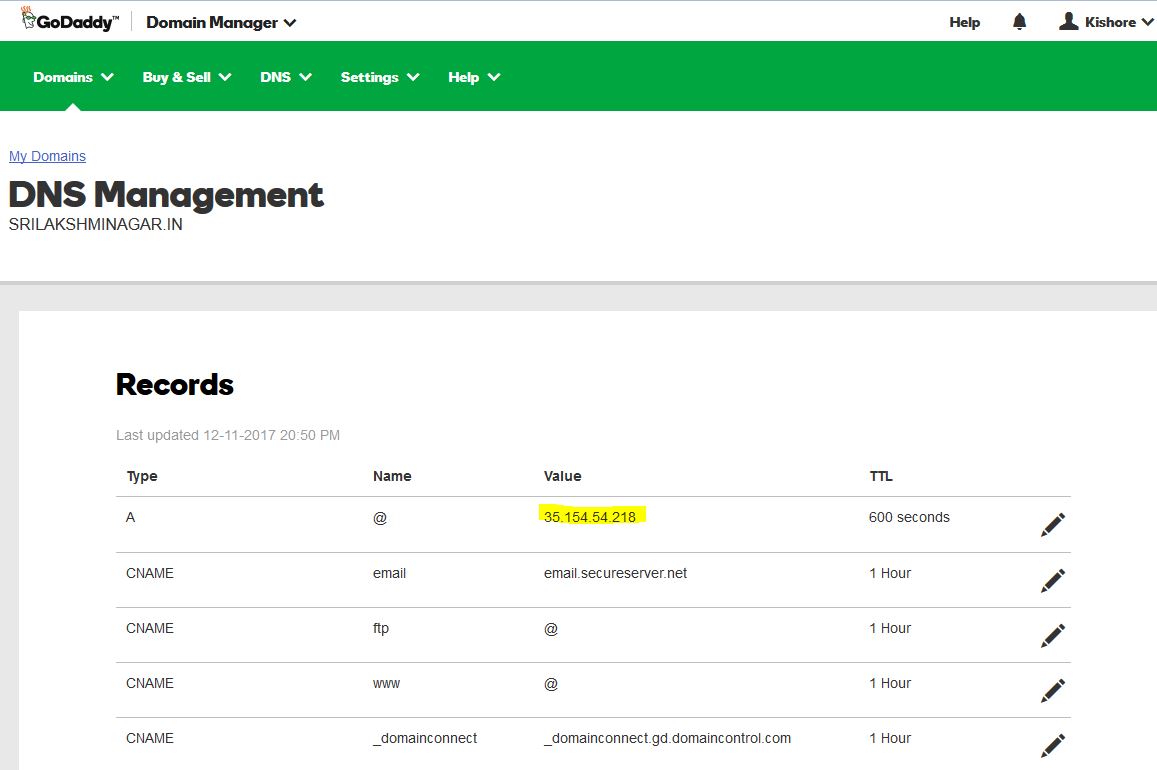 GoDaddy™ Domain Manager Help Kishore
Domains Buy & Sell DNS Settings Help
My Domains
DNS Management
SRILAKSHMINAGAR.IN
Records
Last updated 12-11-2017 20:50 PM
Type Name Value TTL
A @ 35.154.54.218 600 seconds
CNAME email email.secureserver.net 1 Hour
CNAME ftp @ 1 Hour
CNAME www @ 1 Hour
CNAME _domainconnect _domainconnect.gd.domaincontrol.com 1 Hour